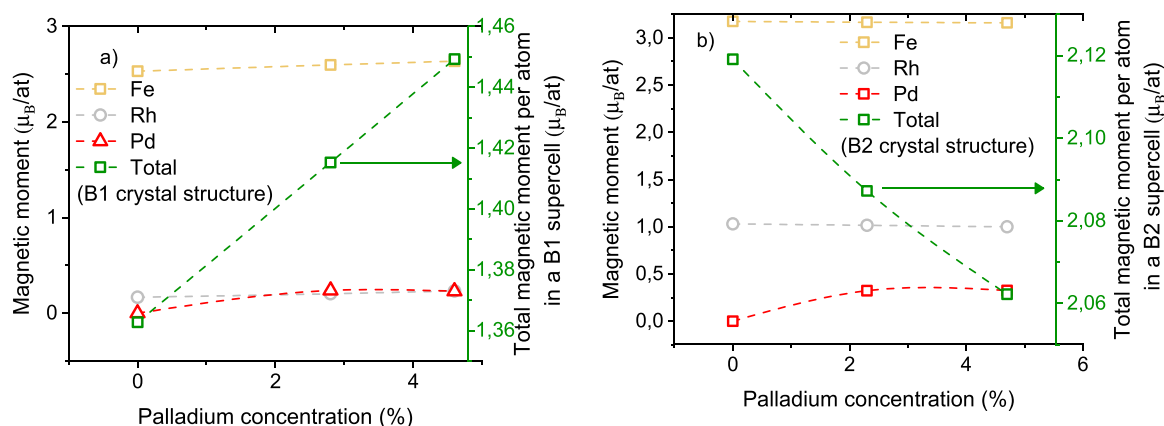 a)
Fe
Rh
Pd
Total
(B1 crystal structure)
3
2
1
0
Magnetic moment (μB/at)
0
2
4
Palladium concentration (%)
1,46
1,44
1,42
1,40
1,38
1,36
Total magnetic moment per atom
in a B1 supercell (μB/at)
b)
Fe
Rh
Pd
Total
(B2 crystal structure)
3,0
2,5
2,0
1,5
1,0
0,5
0,0
Magnetic moment (μB/at)
0
2
4
6
Palladium concentration (%)
2,12
2,10
2,08
2,06
Total magnetic moment per atom
in a B2 supercell (μB/at)